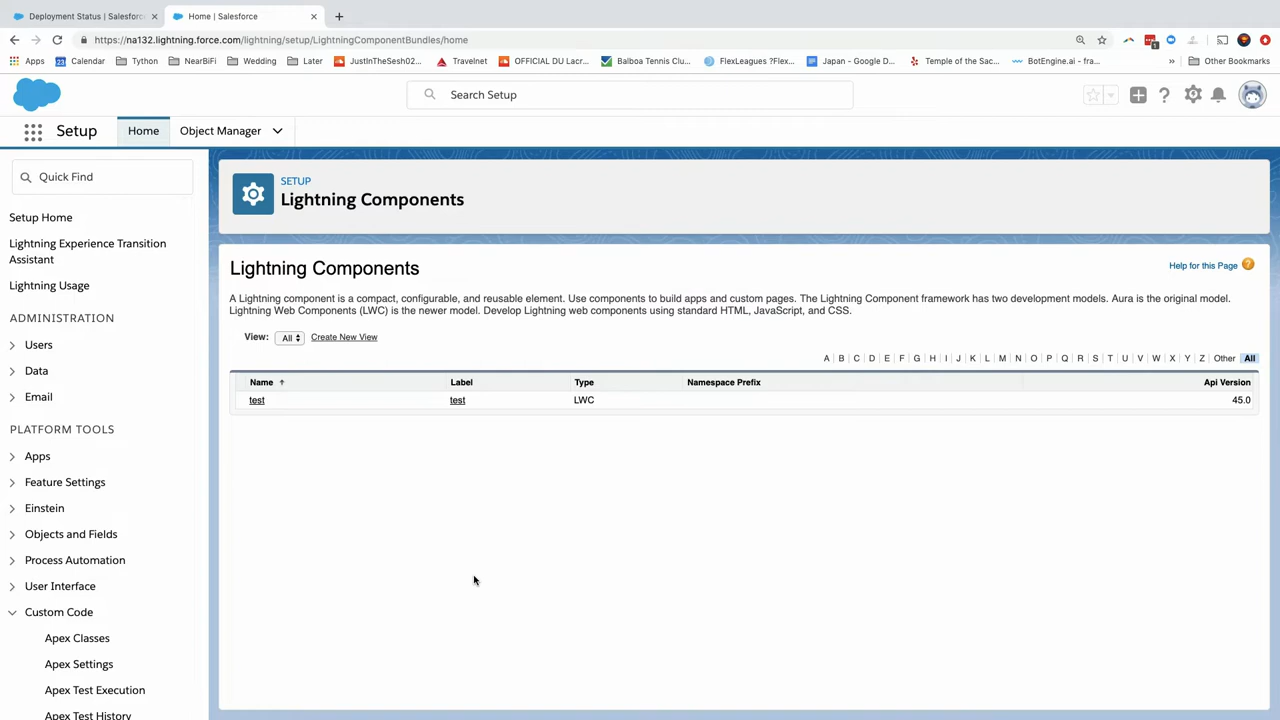 Deployment Status | Salesforc
Home | Salesforce
https://na132.lightning.force.com/lightning/setup/LightningComponentBundles/home
Apps
Calendar
Tython
NearBiFi
Wedding
Later
JustInTheSesh02...
Travelnet
OFFICIAL DU Lacr...
Balboa Tennis Clu...
FlexLeagues ?Flex...
Japan - Google D...
Temple of the Sac...
BotEngine.ai - fra...
»
Other Bookmarks
Search Setup
Setup
Home
Object Manager
Quick Find
Setup Home
Lightning Experience Transition
Assistant
Lightning Usage
ADMINISTRATION
Users
Data
Email
PLATFORM TOOLS
Apps
Feature Settings
Einstein
Objects and Fields
Process Automation
User Interface
Custom Code
Apex Classes
Apex Settings
Apex Test Execution
Apex Test History
SETUP
Lightning Components
Lightning Components
Help for this Page ?
A Lightning component is a compact, configurable, and reusable element. Use components to build apps and custom pages. The Lightning Component framework has two development models. Aura is the original model.
Lightning Web Components (LWC) is the newer model. Develop Lightning web components using standard HTML, JavaScript, and CSS.
View: All Create New View
A B C D E F G H I J K L M N O P Q R S T U V W X Y Z Other All
Name Label Type Namespace Prefix Api Version
test test LWC 45.0